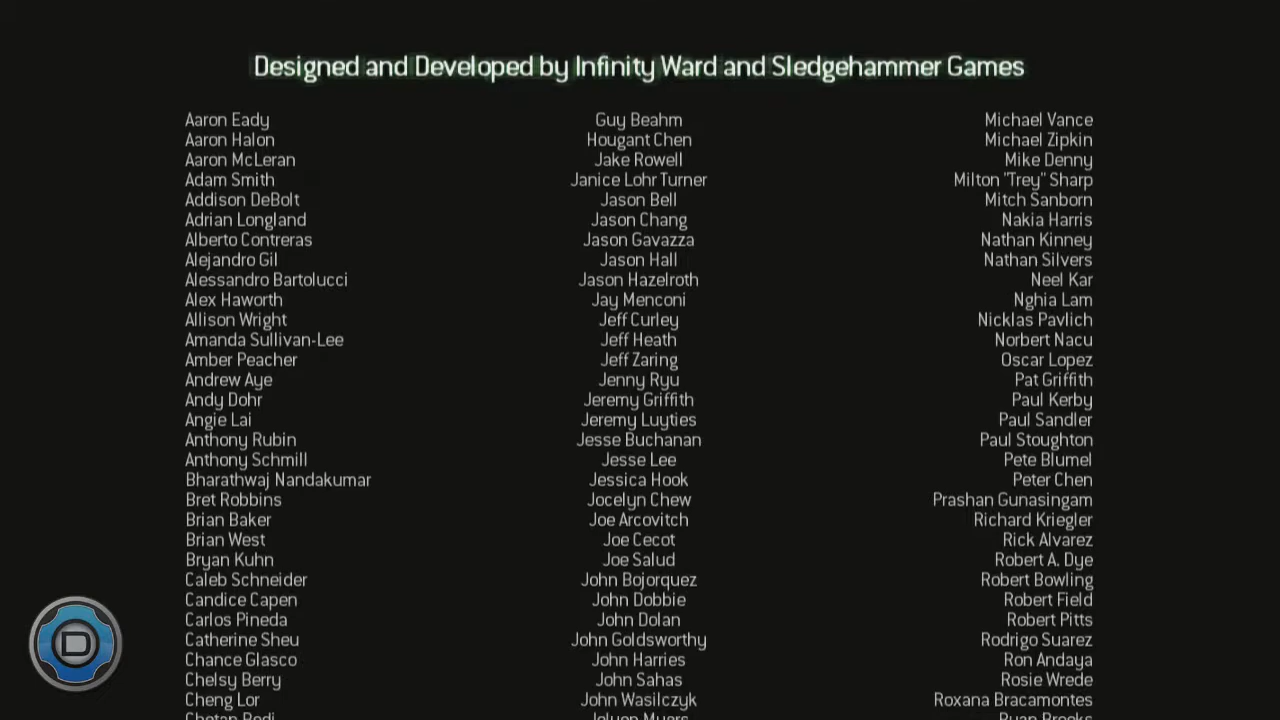 Designed and Developed by Infinity Ward and Sledgehammer Games
Aaron Eady
Aaron Halon
Aaron McLeran
Adam Smith
Addison DeBolt
Adrian Longland
Alberto Contreras
Alejandro Gil
Alessandro Bartolucci
Alex Haworth
Allison Wright
Amanda Sullivan-Lee
Amber Peacher
Andrew Aye
Andy Dohr
Angie Lai
Anthony Rubin
Anthony Schmill
Bharathwaj Nandakumar
Bret Robbins
Brian Baker
Brian West
Bryan Kuhn
Caleb Schneider
Candice Capen
Carlos Pineda
Catherine Sheu
Chance Glasco
Chelsy Berry
Cheng Lor
Guy Beahm
Hougant Chen
Jake Rowell
Janice Lohr Turner
Jason Bell
Jason Chang
Jason Gavazza
Jason Hall
Jason Hazelroth
Jay Menconi
Jeff Curley
Jeff Heath
Jeff Zaring
Jenny Ryu
Jeremy Griffith
Jeremy Luyties
Jesse Buchanan
Jesse Lee
Jessica Hook
Jocelyn Chew
Joe Arcovitch
Joe Cecot
Joe Salud
John Bojorquez
John Dobbie
John Dolan
John Goldsworthy
John Harries
John Sahas
John Wasilczyk
Michael Vance
Michael Zipkin
Mike Denny
Milton "Trey" Sharp
Mitch Sanborn
Nakia Harris
Nathan Kinney
Nathan Silvers
Neel Kar
Nghia Lam
Nicklas Pavlich
Norbert Nacu
Oscar Lopez
Pat Griffith
Paul Kerby
Paul Sandler
Paul Stoughton
Pete Blumel
Peter Chen
Prashan Gunasingam
Richard Kriegler
Rick Alvarez
Robert A. Dye
Robert Bowling
Robert Field
Robert Pitts
Rodrigo Suarez
Ron Andaya
Rosie Wrede
Roxana Bracamontes
D